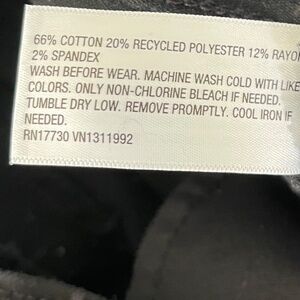 66% COTTON 20% RECYCLED POLYESTER 12% RAYO
2% SPANDEX
WASH BEFORE WEAR. MACHINE WASH COLD WITH LIKE
COLORS. ONLY NON-CHLORINE BLEACH IF NEEDED.
TUMBLE DRY LOW. REMOVE PROMPTLY. COOL IRON IF
NEEDED.
RN17730 VN1311992